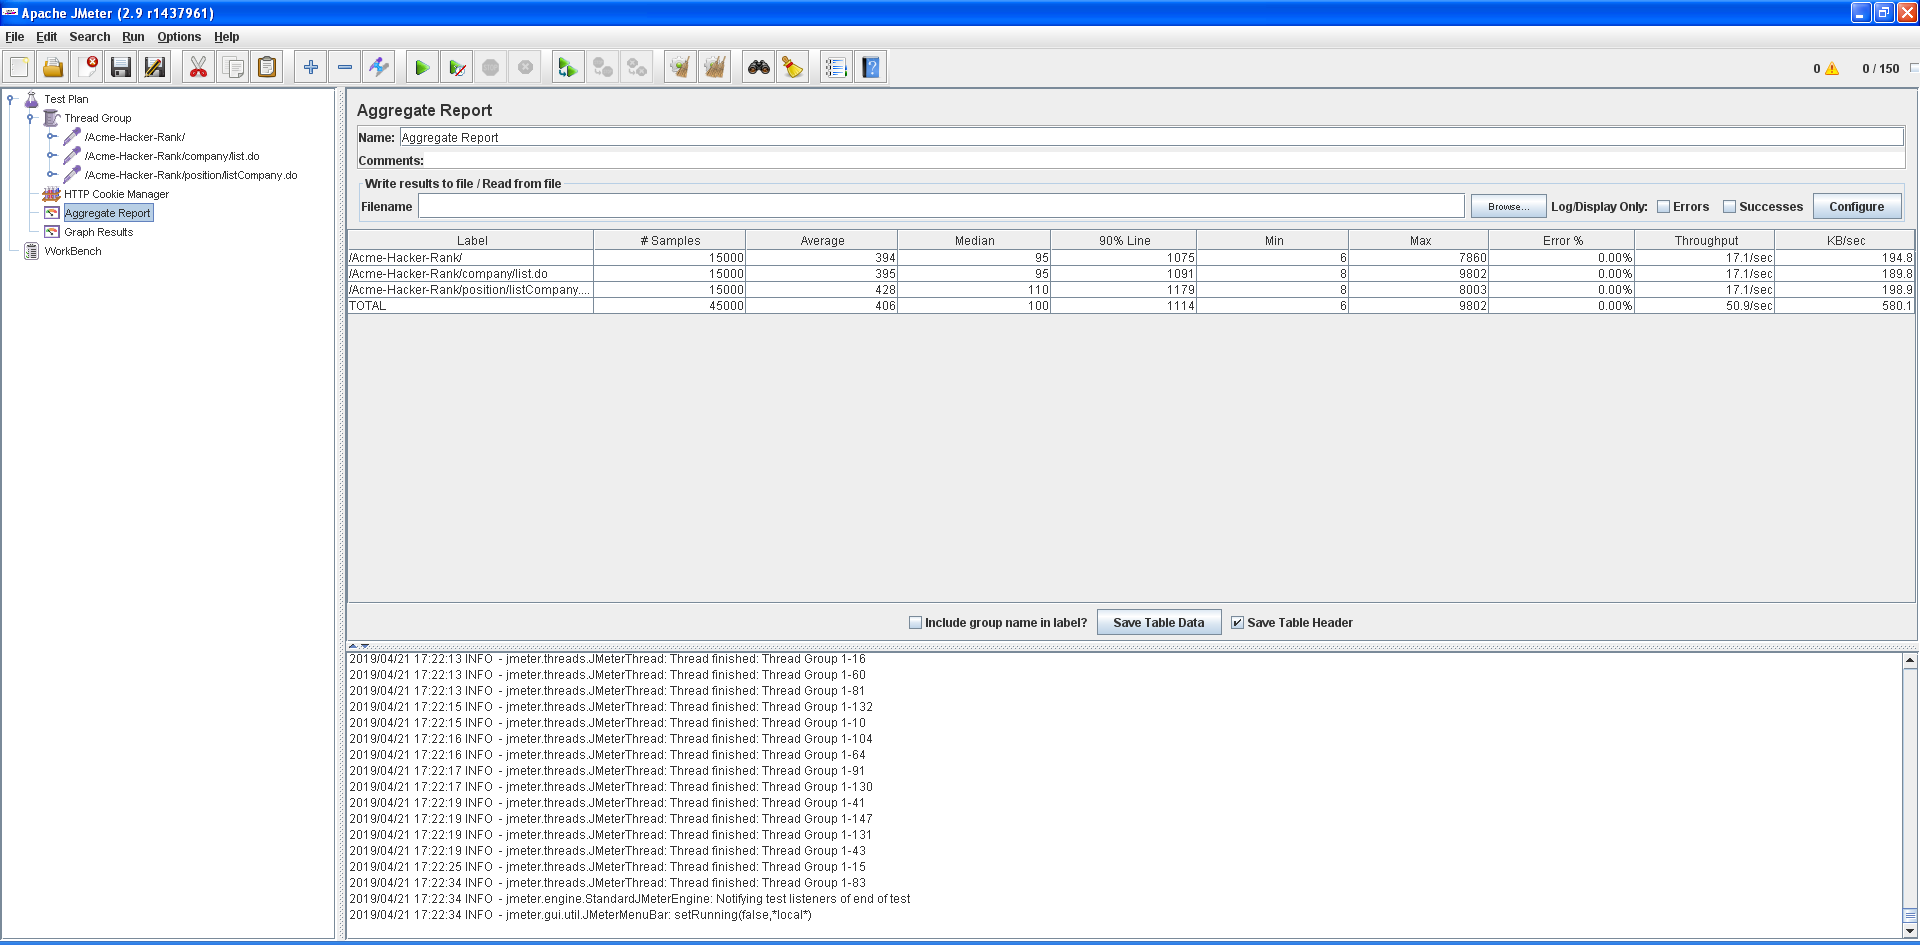 Apache JMeter (2.9 r1437961)
File Edit Search Run Options Help
0 0 / 150
Test Plan
Thread Group
/Acme-Hacker-Rank/
/Acme-Hacker-Rank/company/list.do
/Acme-Hacker-Rank/position/listCompany.do
HTTP Cookie Manager
Aggregate Report
Graph Results
WorkBench
Aggregate Report
Name: Aggregate Report
Comments:
Write results to file / Read from file
Filename Browse... Log/Display Only: Errors Successes Configure
Label # Samples Average Median 90% Line Min Max Error % Throughput KB/sec
/Acme-Hacker-Rank/ 15000 394 95 1075 6 7860 0.00% 17.1/sec 194.8
/Acme-Hacker-Rank/company/list.do 15000 395 95 1091 8 9802 0.00% 17.1/sec 189.8
/Acme-Hacker-Rank/position/listCompany.... 15000 428 110 1179 8 8003 0.00% 17.1/sec 198.9
TOTAL 45000 406 100 1114 6 9802 0.00% 50.9/sec 580.1
Include group name in label? Save Table Data Save Table Header
2019/04/21 17:22:13 INFO - jmeter.threads.JMeterThread: Thread finished: Thread Group 1-16
2019/04/21 17:22:13 INFO - jmeter.threads.JMeterThread: Thread finished: Thread Group 1-60
2019/04/21 17:22:13 INFO - jmeter.threads.JMeterThread: Thread finished: Thread Group 1-81
2019/04/21 17:22:15 INFO - jmeter.threads.JMeterThread: Thread finished: Thread Group 1-132
2019/04/21 17:22:15 INFO - jmeter.threads.JMeterThread: Thread finished: Thread Group 1-10
2019/04/21 17:22:16 INFO - jmeter.threads.JMeterThread: Thread finished: Thread Group 1-104
2019/04/21 17:22:16 INFO - jmeter.threads.JMeterThread: Thread finished: Thread Group 1-64
2019/04/21 17:22:17 INFO - jmeter.threads.JMeterThread: Thread finished: Thread Group 1-91
2019/04/21 17:22:17 INFO - jmeter.threads.JMeterThread: Thread finished: Thread Group 1-130
2019/04/21 17:22:19 INFO - jmeter.threads.JMeterThread: Thread finished: Thread Group 1-41
2019/04/21 17:22:19 INFO - jmeter.threads.JMeterThread: Thread finished: Thread Group 1-147
2019/04/21 17:22:19 INFO - jmeter.threads.JMeterThread: Thread finished: Thread Group 1-131
2019/04/21 17:22:19 INFO - jmeter.threads.JMeterThread: Thread finished: Thread Group 1-43
2019/04/21 17:22:25 INFO - jmeter.threads.JMeterThread: Thread finished: Thread Group 1-15
2019/04/21 17:22:34 INFO - jmeter.threads.JMeterThread: Thread finished: Thread Group 1-83
2019/04/21 17:22:34 INFO - jmeter.engine.StandardJMeterEngine: Notifying test listeners of end of test
2019/04/21 17:22:34 INFO - jmeter.gui.util.JMeterMenuBar: setRunning(false,*local*)